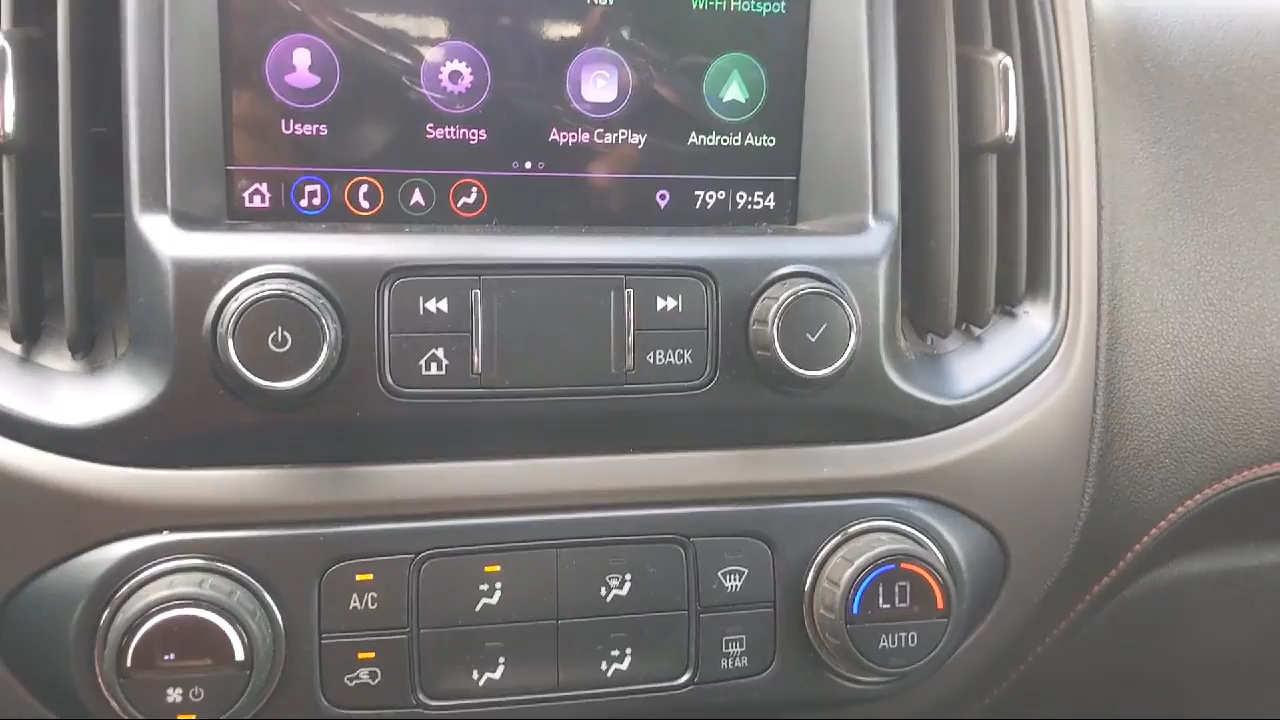 Wi-Fi Hotspot
Users
Settings
Apple CarPlay
Android Auto
79° 9:54
BACK
A/C
REAR
LO
AUTO